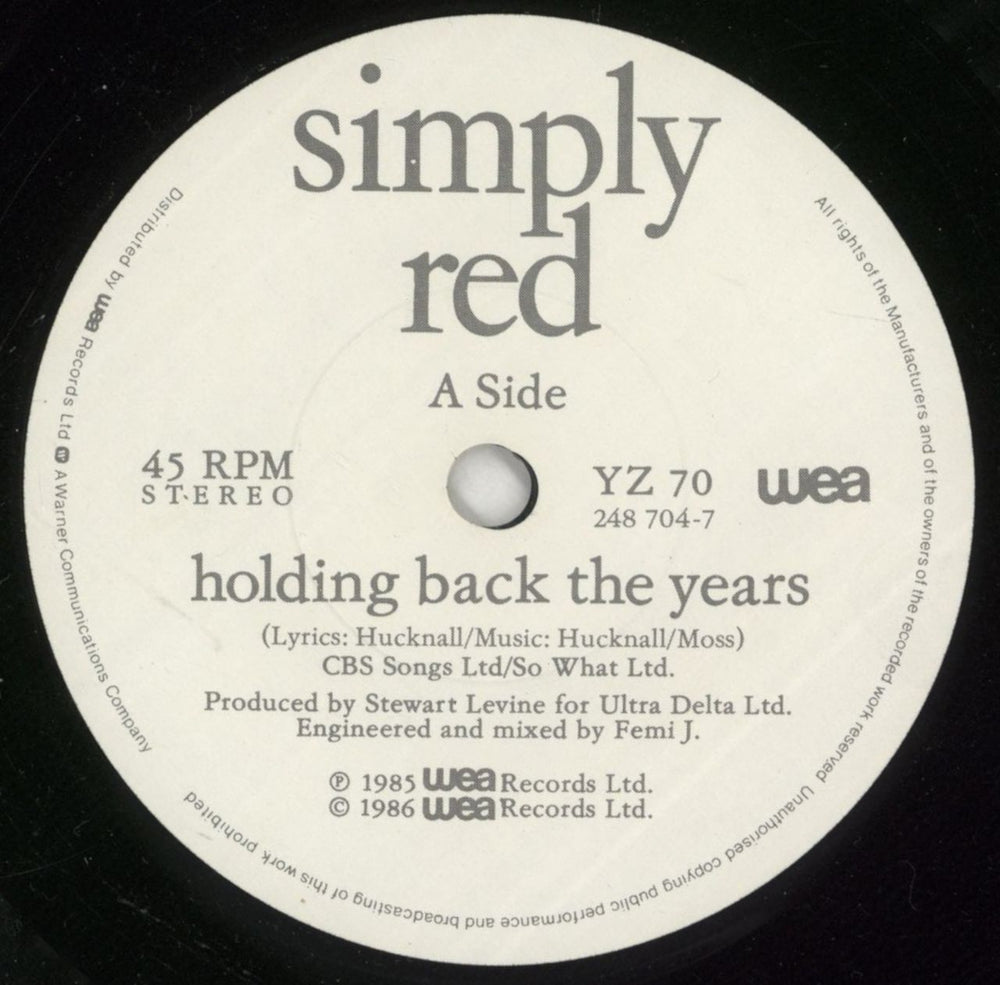 simply
red
A Side
45 RPM
STEREO
YZ 70
248 704-7
wea
holding back the years
(Lyrics: Hucknall/Music: Hucknall/Moss)
CBS Songs Ltd/So What Ltd.
Produced by Stewart Levine for Ultra Delta Ltd.
Engineered and mixed by Femi J.
℗ 1985 wea Records Ltd.
© 1986 wea Records Ltd.
Distributed by wea Records Ltd A Warner Communications Company
All rights of the Manufacturers and of the owners of the recorded work reserved Unauthorised copying public performance and broadcasting of this work prohibited